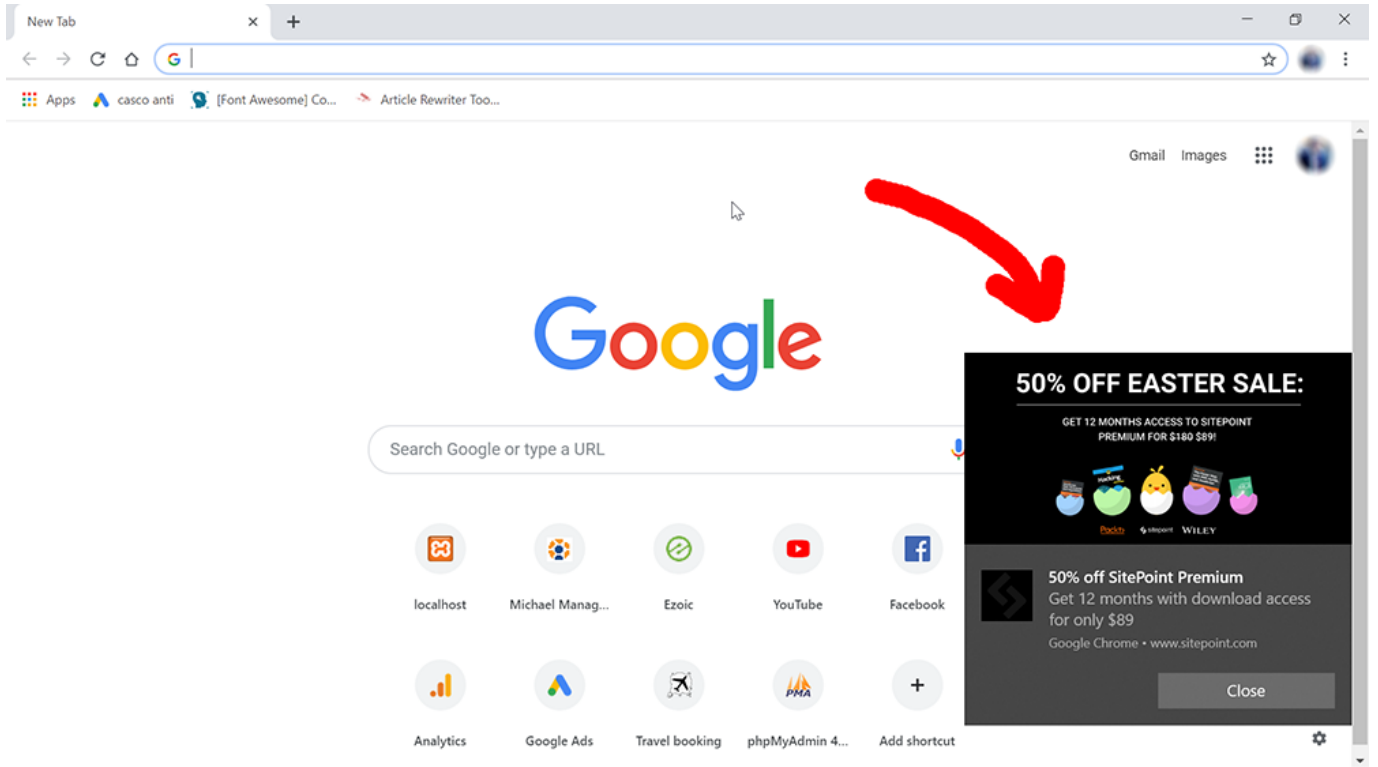 New Tab
G
Apps
casco anti
[Font Awesome] Co...
Article Rewriter Too...
Gmail
Images
Google
Search Google or type a URL
localhost
Michael Manag...
Ezoic
YouTube
Facebook
PMA
Analytics
Google Ads
Travel booking
phpMyAdmin 4...
Add shortcut
50% OFF EASTER SALE:
GET 12 MONTHS ACCESS TO SITEPOINT
PREMIUM FOR $180 $89!
Hacking
Packt
sitepoint
WILEY
50% off SitePoint Premium
Get 12 months with download access
for only $89
Google Chrome • www.sitepoint.com
Close